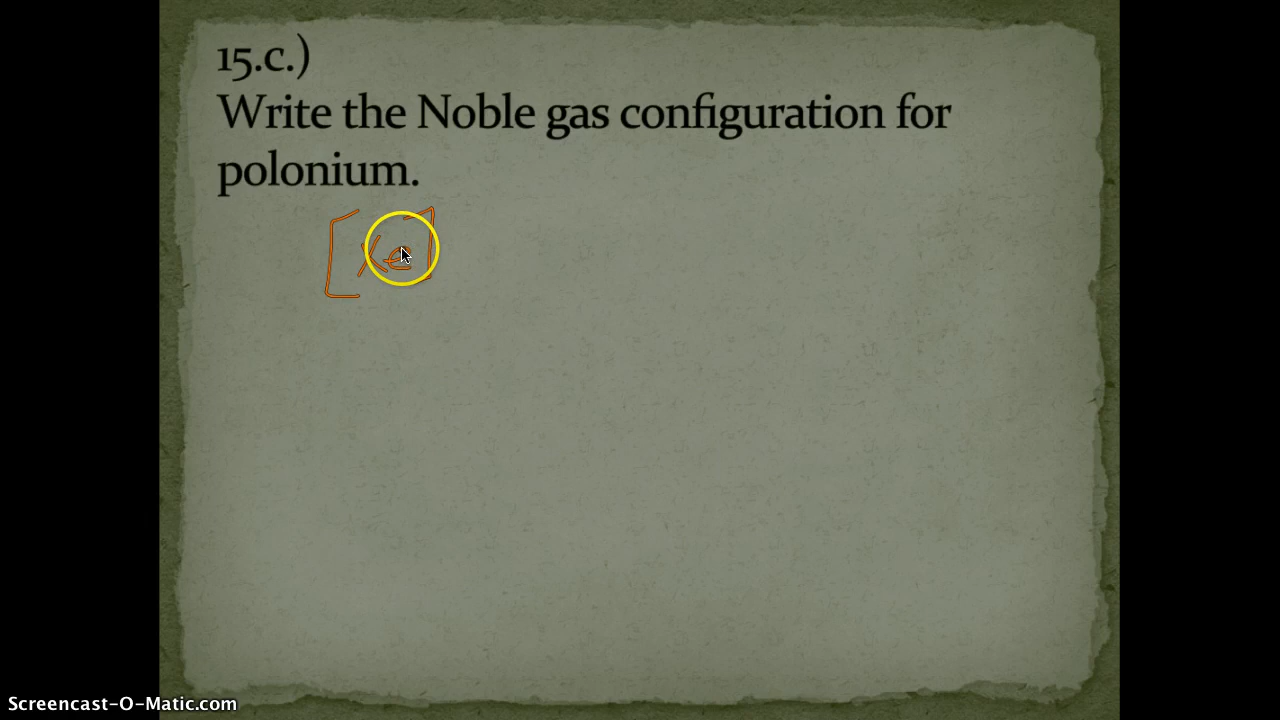 15.c.)
Write the Noble gas configuration for
polonium.
[Xe]
Screencast-O-Matic.com